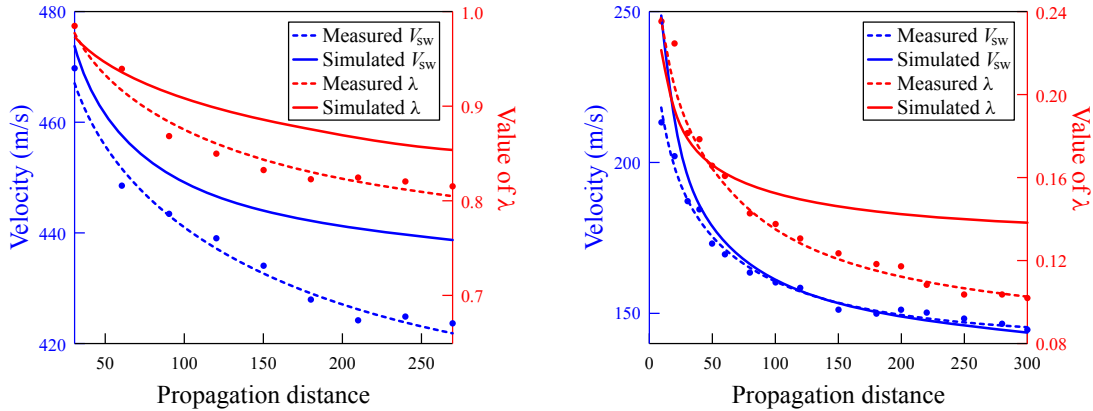 480
460
440
420
Velocity (m/s)
50
100
150
200
250
Propagation distance
1.0
0.9
0.8
0.7
Value of λ
Measured Vsw
Simulated Vsw
Measured λ
Simulated λ
250
200
150
Velocity (m/s)
0
50
100
150
200
250
300
Propagation distance
0.24
0.20
0.16
0.12
0.08
Value of λ
Measured Vsw
Simulated Vsw
Measured λ
Simulated λ